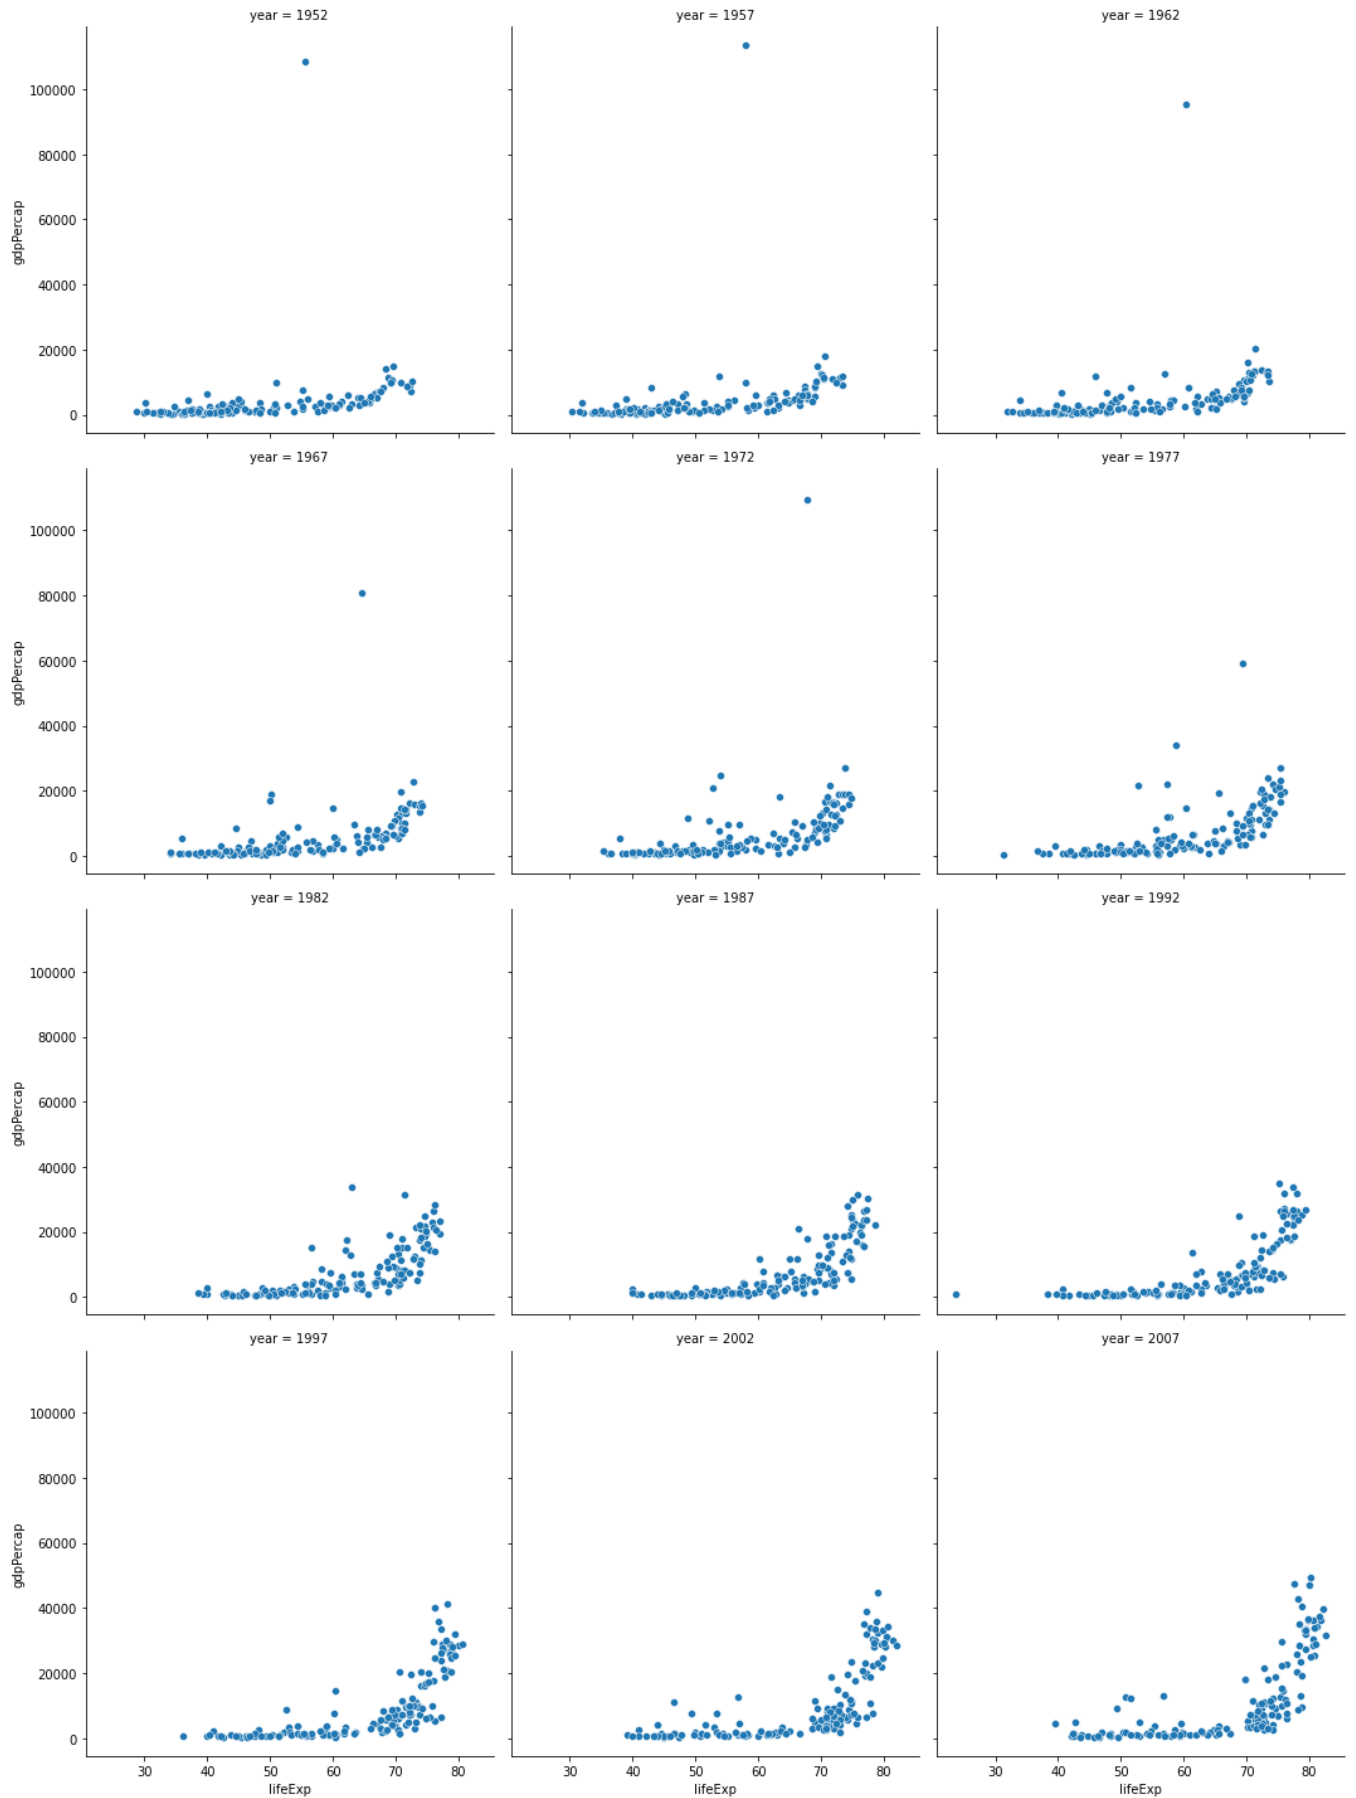 year = 1952
year = 1957
year = 1962
100000
80000
60000
40000
20000
0
gdpPercap
year = 1967
year = 1972
year = 1977
100000
80000
60000
40000
20000
0
gdpPercap
year = 1982
year = 1987
year = 1992
100000
80000
60000
40000
20000
0
gdpPercap
year = 1997
year = 2002
year = 2007
100000
80000
60000
40000
20000
0
gdpPercap
30 40 50 60 70 80
30 40 50 60 70 80
30 40 50 60 70 80
lifeExp
lifeExp
lifeExp